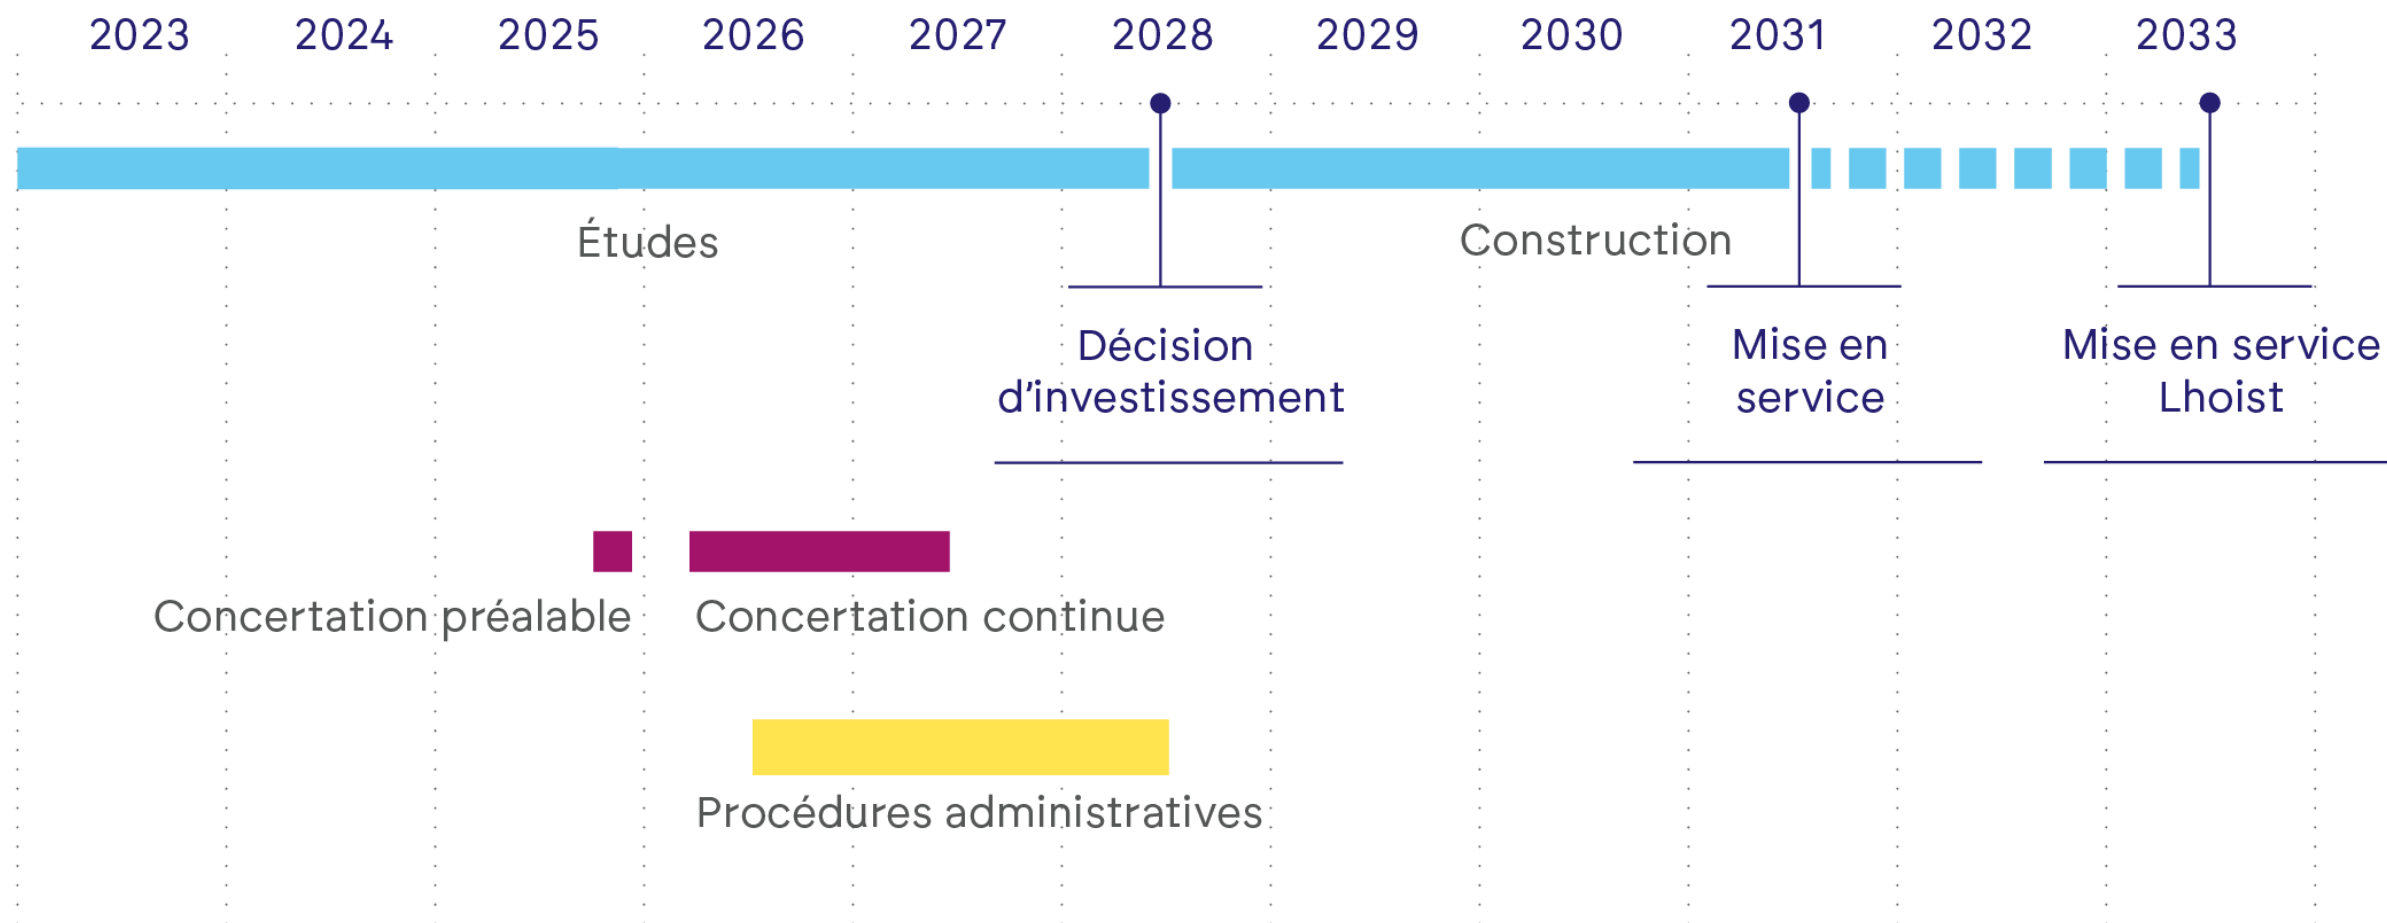 2023 2024 2025 2026 2027 2028 2029 2030 2031 2032 2033
Études
Construction
Décision
d’investissement
Mise en
service
Mise en service
Lhoist
Concertation préalable
Concertation continue
Procédures administratives